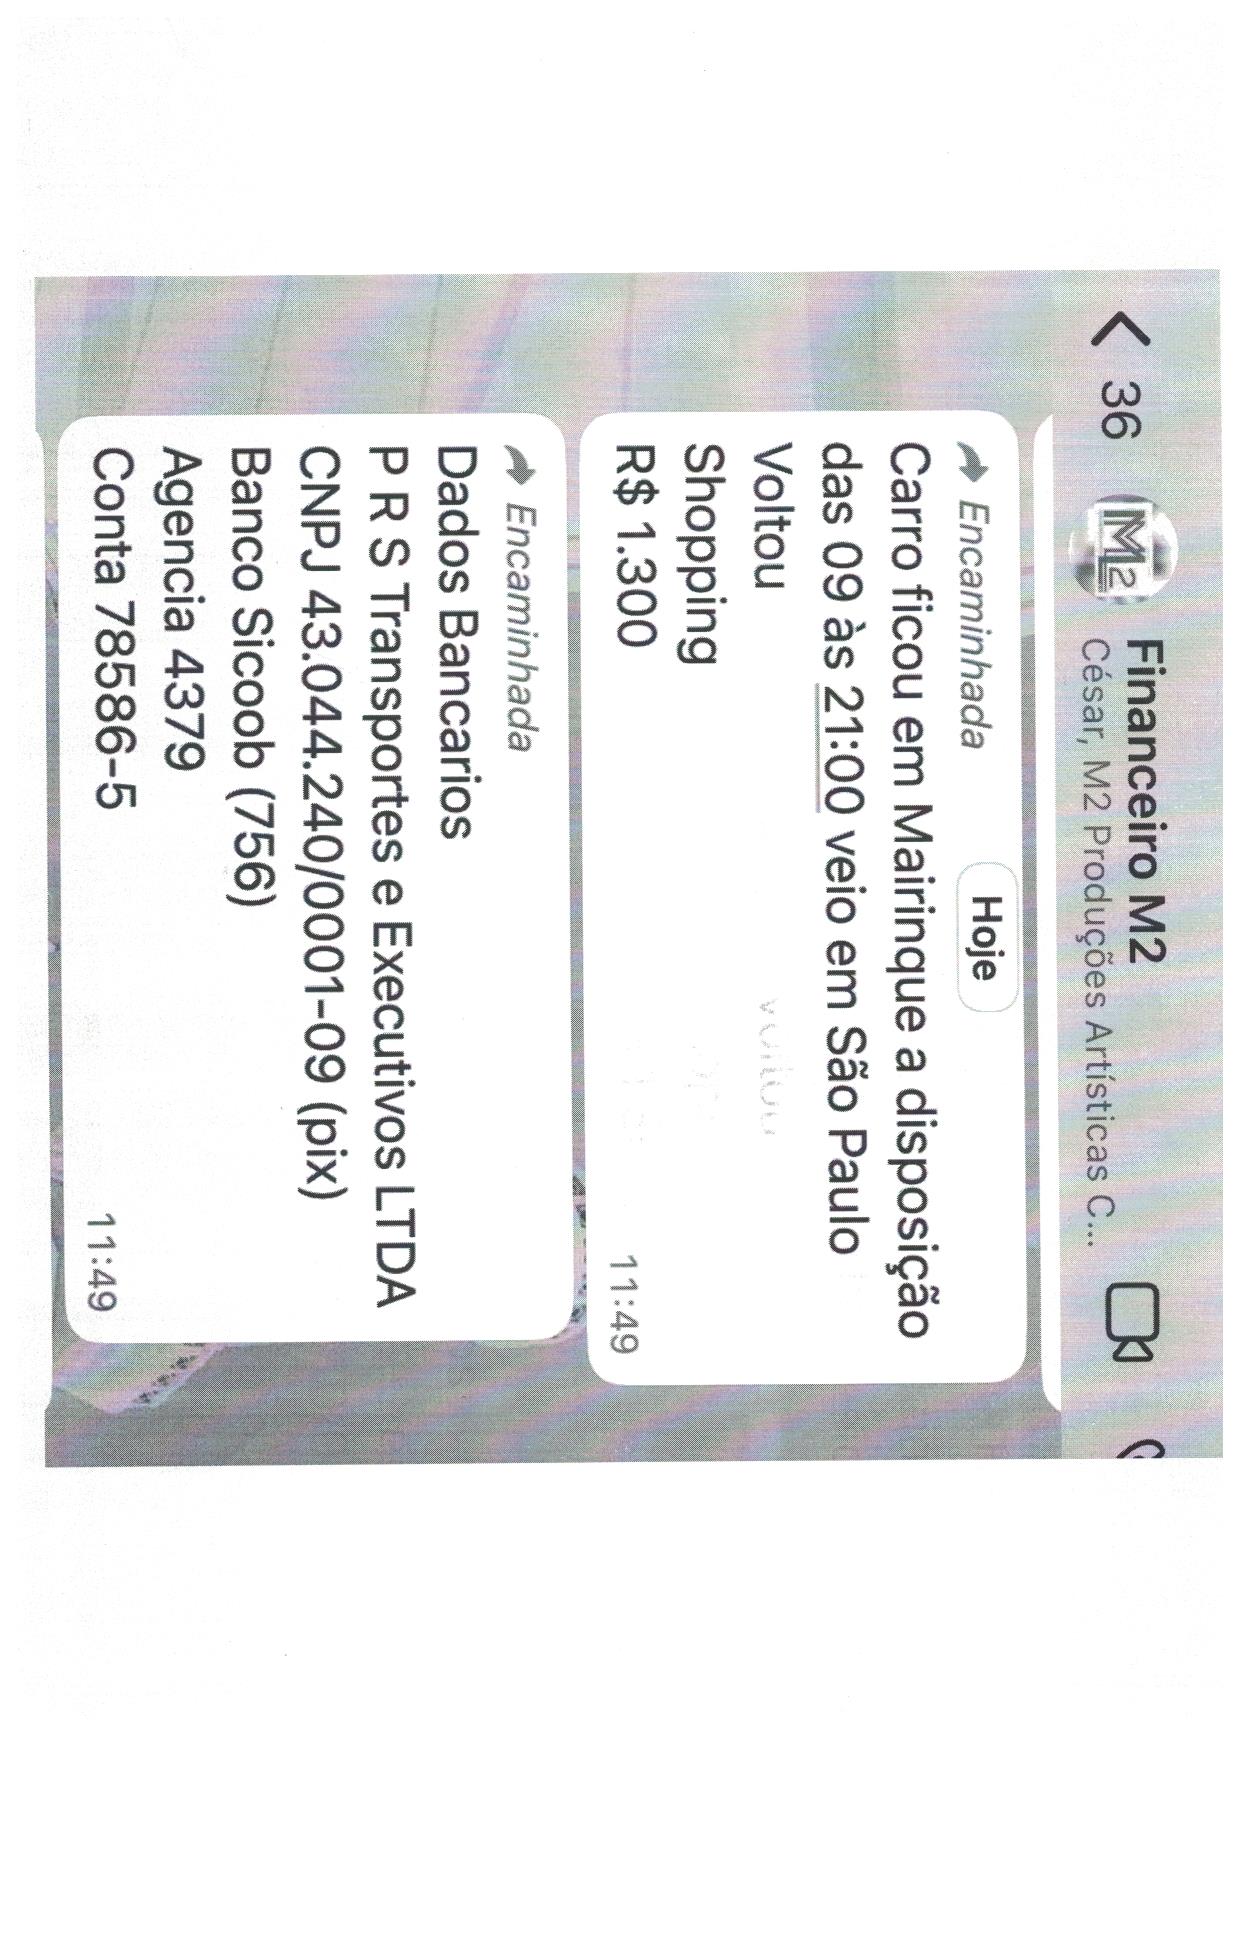 36
M2
Financeiro M2
César, M2 Produções Artísticas C...
Hoje
Encaminhada
Carro ficou em Mairinque a disposição
das 09 às 21:00 veio em São Paulo
Voltou
Shopping
R$ 1.300
11:49
Encaminhada
Dados Bancarios
P R S Transportes e Executivos LTDA
CNPJ 43.044.240/0001-09 (pix)
Banco Sicoob (756)
Agencia 4379
Conta 78586-5
11:49